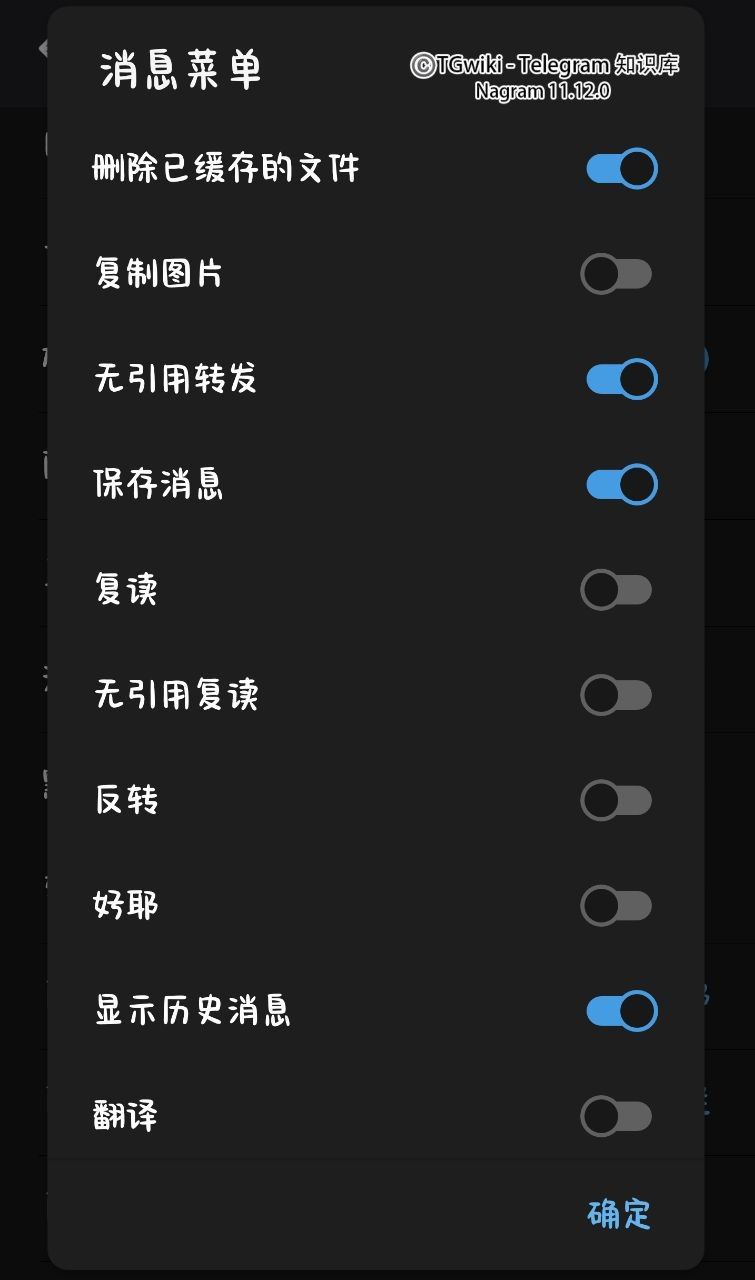 消息菜单
©TGwiki - Telegram 知识库
Nagram 11.12.0
删除已缓存的文件
复制图片
无引用转发
保存消息
复读
无引用复读
反转
好耶
显示历史消息
翻译
确定